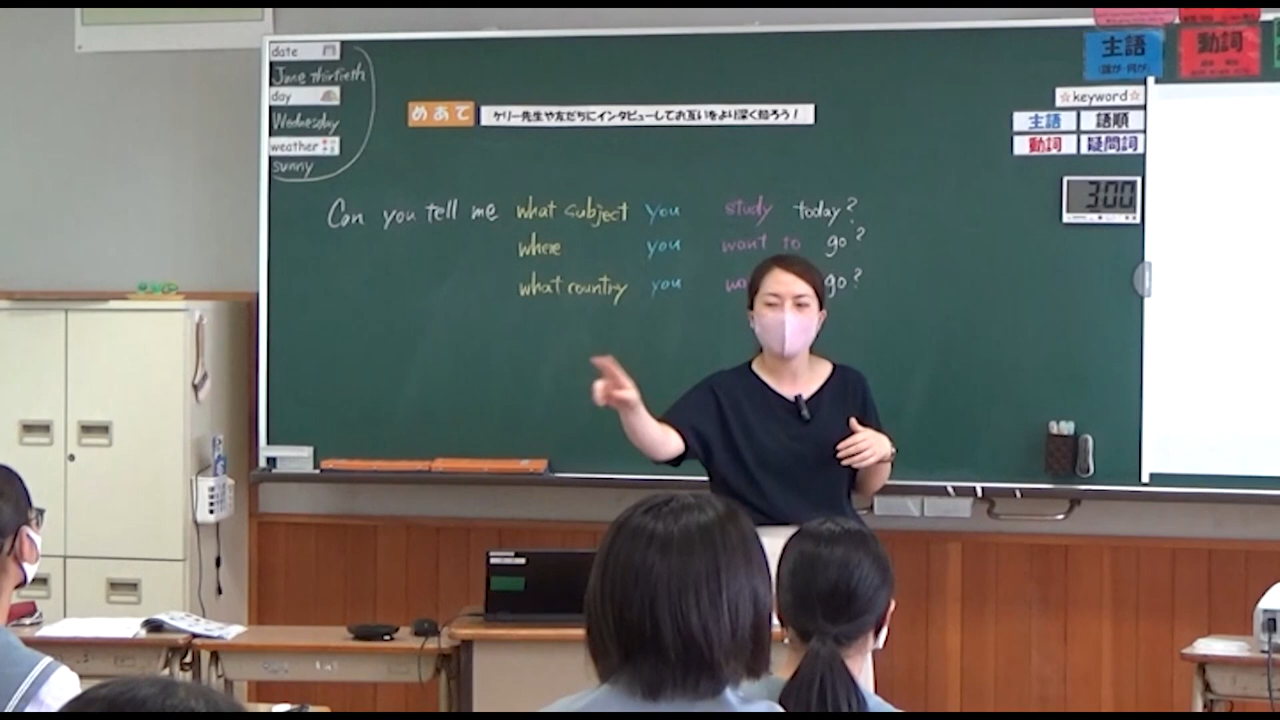 date
June thirtieth
day
Wednesday
weather
sunny
めあて
ケリー先生や友だちにインタビューしてお互いをより深く知ろう！
主語
動詞
☆keyword☆
主語 語順
動詞 疑問詞
3:00
Can you tell me what subject you study today?
where you want to go?
what country you go?